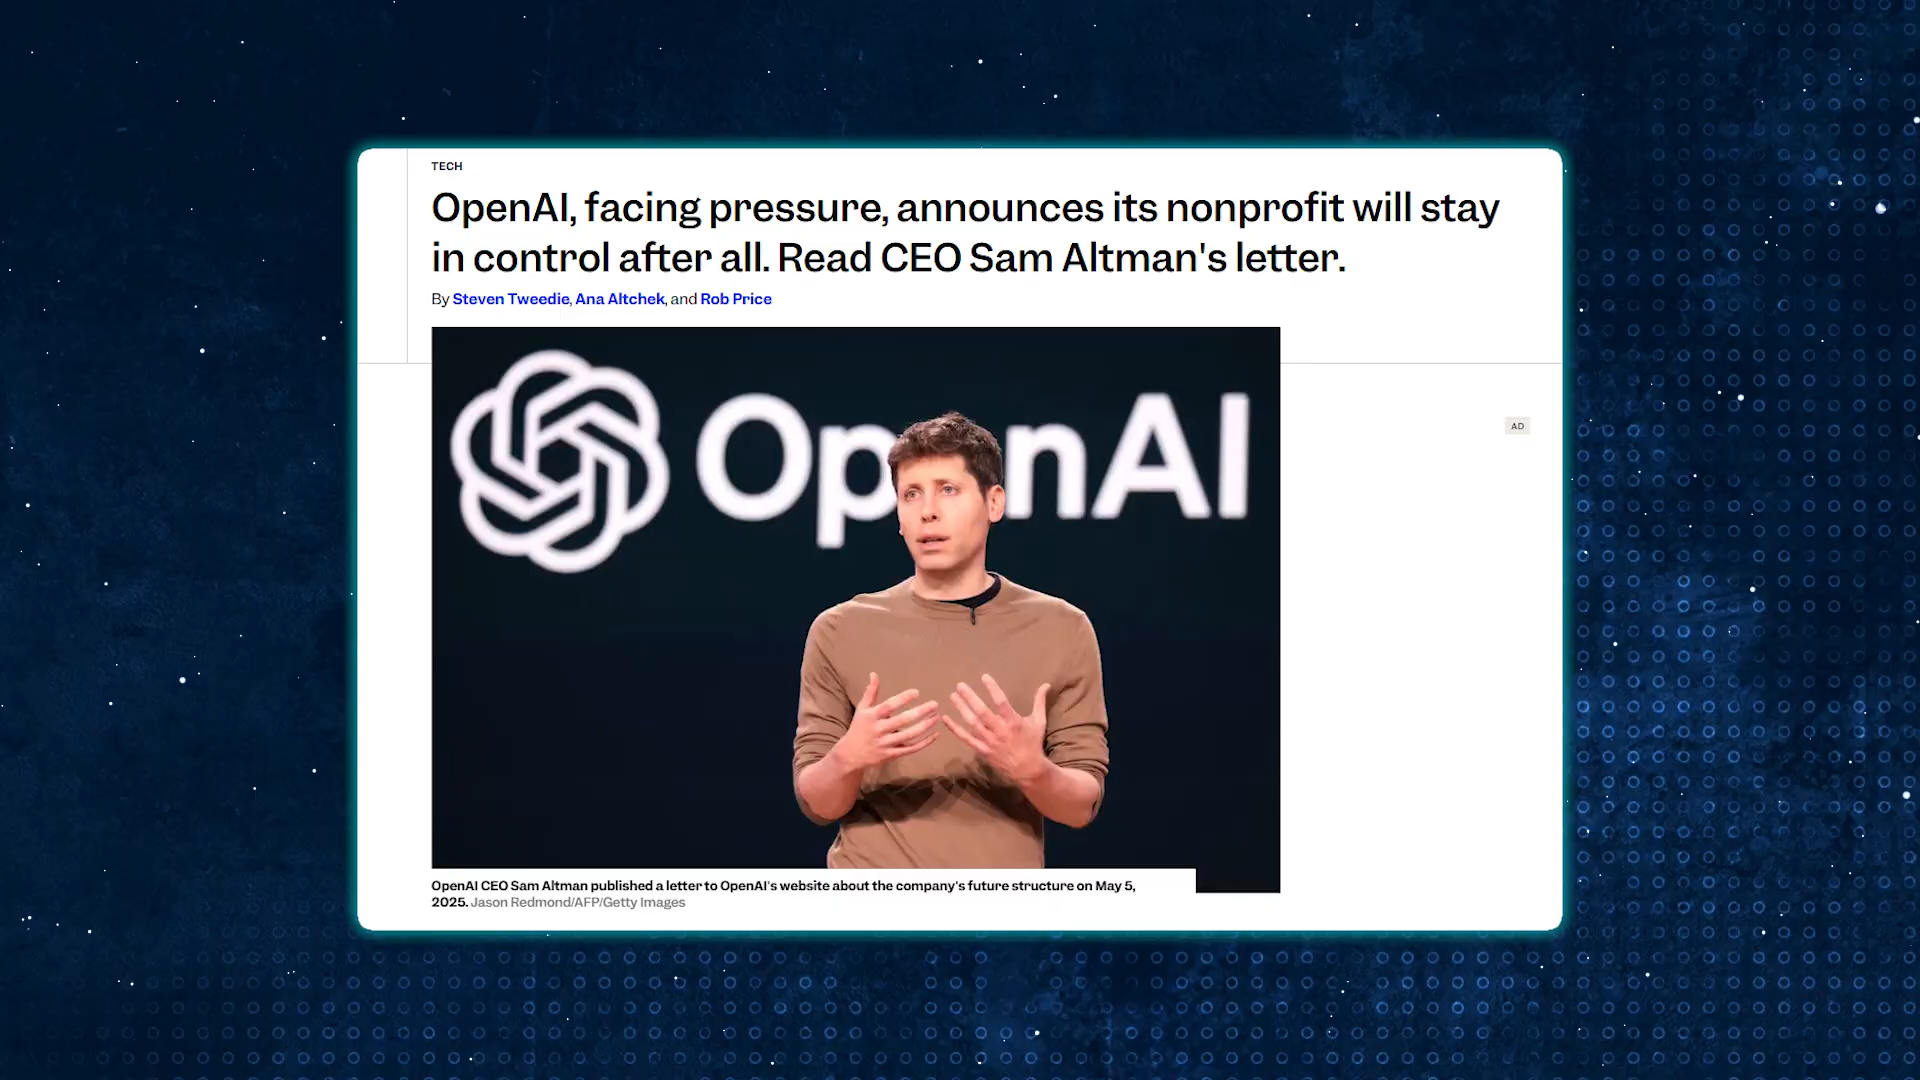 TECH
OpenAI, facing pressure, announces its nonprofit will stay
in control after all. Read CEO Sam Altman's letter.
By Steven Tweedie, Ana Altchek, and Rob Price
OpenAI
AD
OpenAI CEO Sam Altman published a letter to OpenAI's website about the company's future structure on May 5,
2025. Jason Redmond/AFP/Getty Images